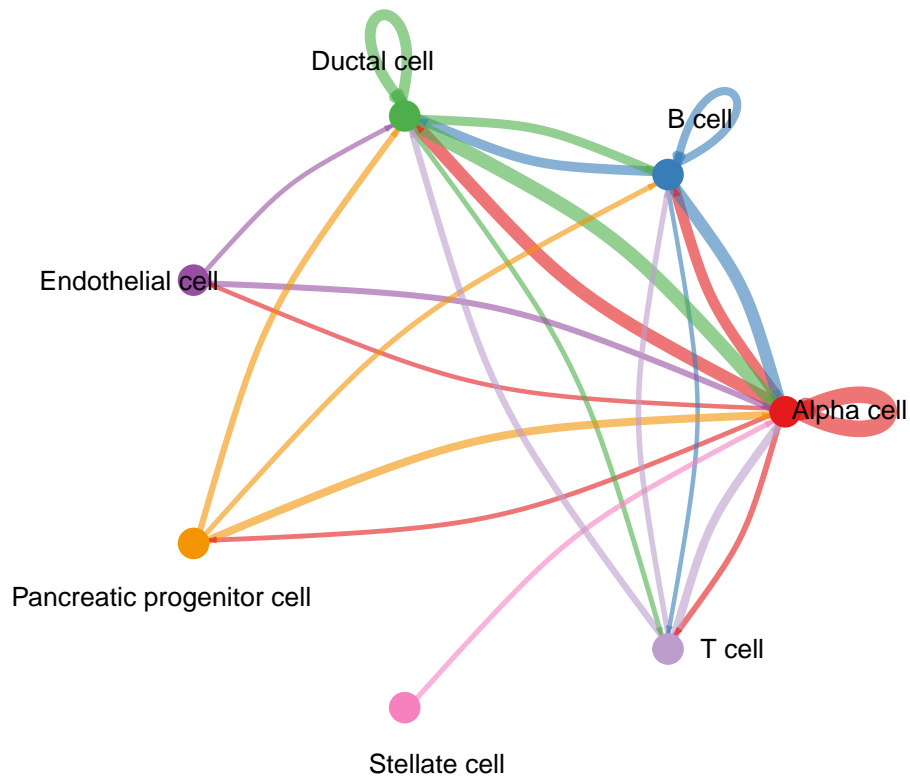 Ductal cell
B cell
Endothelial cell
Alpha cell
Pancreatic progenitor cell
T cell
Stellate cell